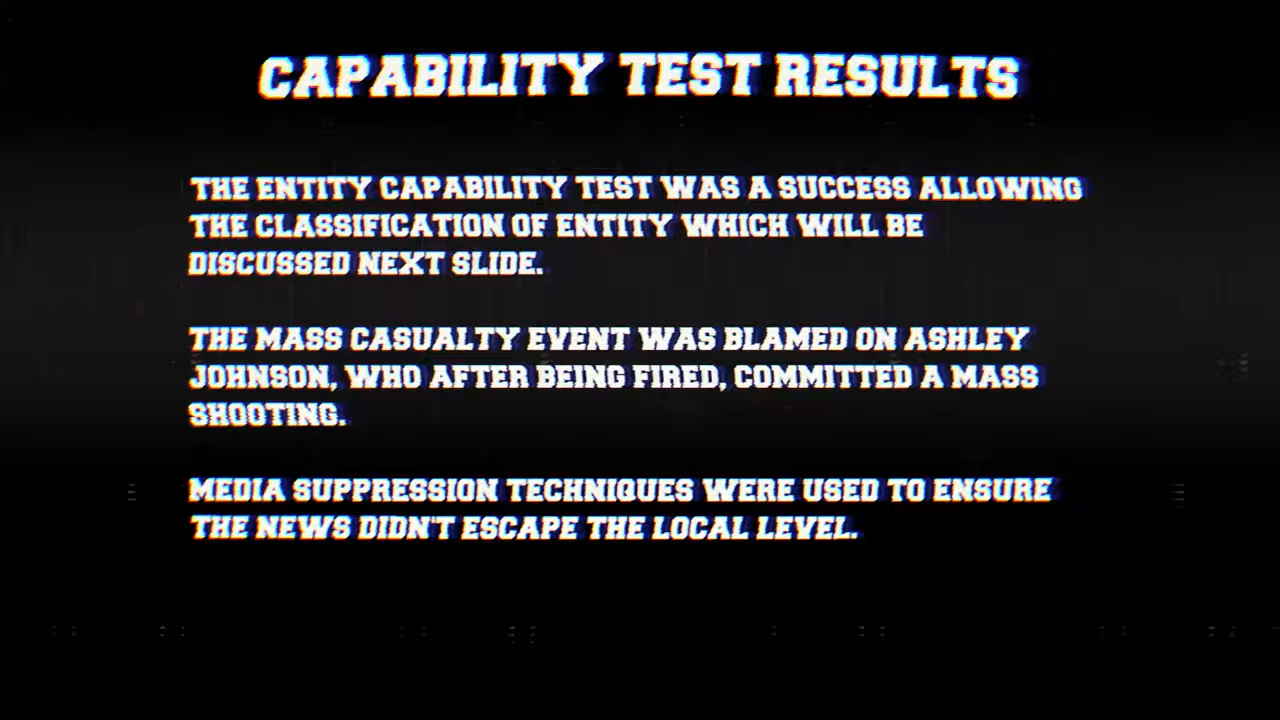 CAPABILITY TEST RESULTS
THE ENTITY CAPABILITY TEST WAS A SUCCESS ALLOWING
THE CLASSIFICATION OF ENTITY WHICH WILL BE
DISCUSSED NEXT SLIDE.
THE MASS CASUALTY EVENT WAS BLAMED ON ASHLEY
JOHNSON, WHO AFTER BEING FIRED, COMMITTED A MASS
SHOOTING.
MEDIA SUPPRESSION TECHNIQUES WERE USED TO ENSURE
THE NEWS DIDN'T ESCAPE THE LOCAL LEVEL.